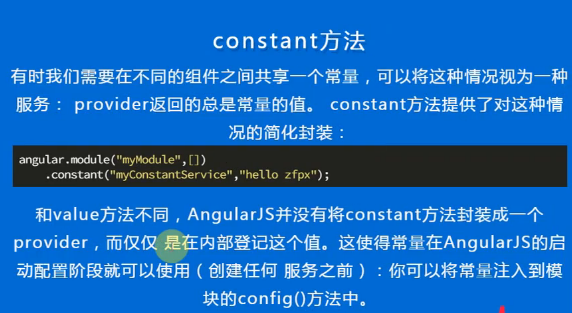 constant方法
有时我们需要在不同的组件之间共享一个常量，可以将这种情况视为一种
服务： provider返回的总是常量的值。 constant方法提供了对这种情
况的简化封装：
angular.module("myModule",[])
    .constant("myConstantService","hello zfpx");
和value方法不同，AngularJS并没有将constant方法封装成一个
provider，而仅仅 是在内部登记这个值。这使得常量在AngularJS的启
动配置阶段就可以使用（创建任何 服务之前）：你可以将常量注入到模
块的config()方法中。